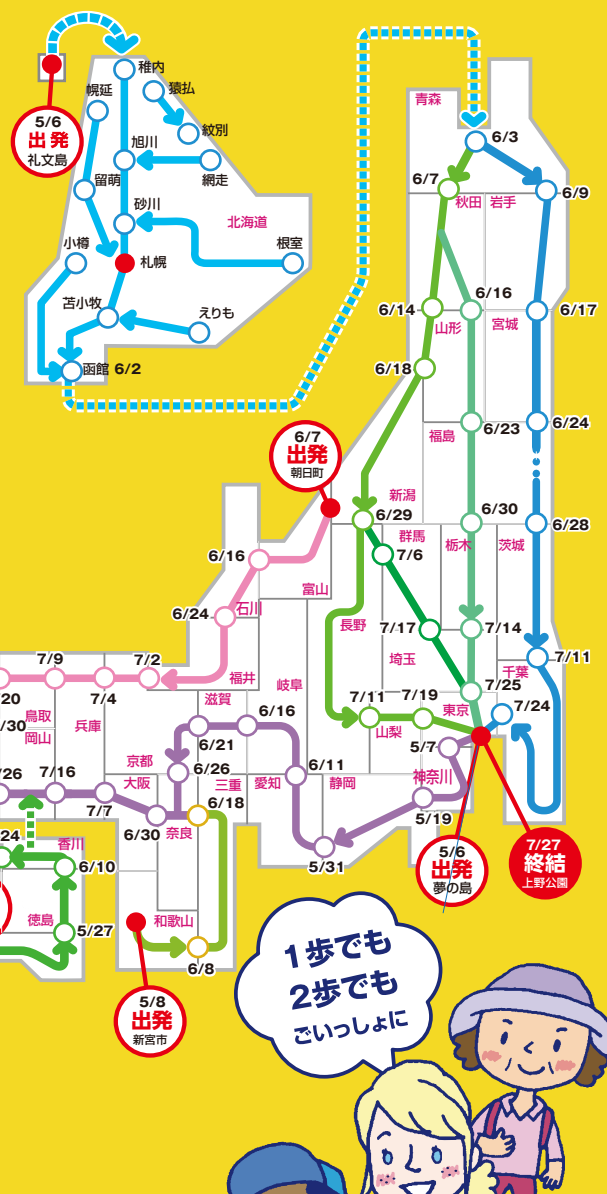 5/6
出発
礼文島
稚内
猿払
幌延
紋別
旭川
網走
留萌
砂川
北海道
小樽
札幌
根室
苫小牧
えりも
函館 6/2
青森
6/3
6/7
秋田
岩手
6/9
6/14
6/16
6/17
山形
宮城
6/18
福島
6/23
6/24
6/7
出発
朝日町
新潟
6/29
6/30
6/28
群馬
栃木
茨城
7/6
6/16
富山
石川
6/24
長野
7/17
7/14
埼玉
千葉
7/11
7/9
7/2
福井
岐阜
7/25
20
7/4
滋賀
6/16
7/11
7/19
東京
7/24
鳥取
兵庫
山梨
/30
岡山
6/21
5/7
京都
6/26
6/11
神奈川
/26
7/16
大阪
三重
愛知
静岡
7/7
6/18
5/19
6/30
奈良
24
香川
5/31
6/10
5/6
出発
夢の島
7/27
終結
上野公園
徳島
5/27
和歌山
6/8
5/8
出発
新宮市
1歩でも
2歩でも
ごいっしょに